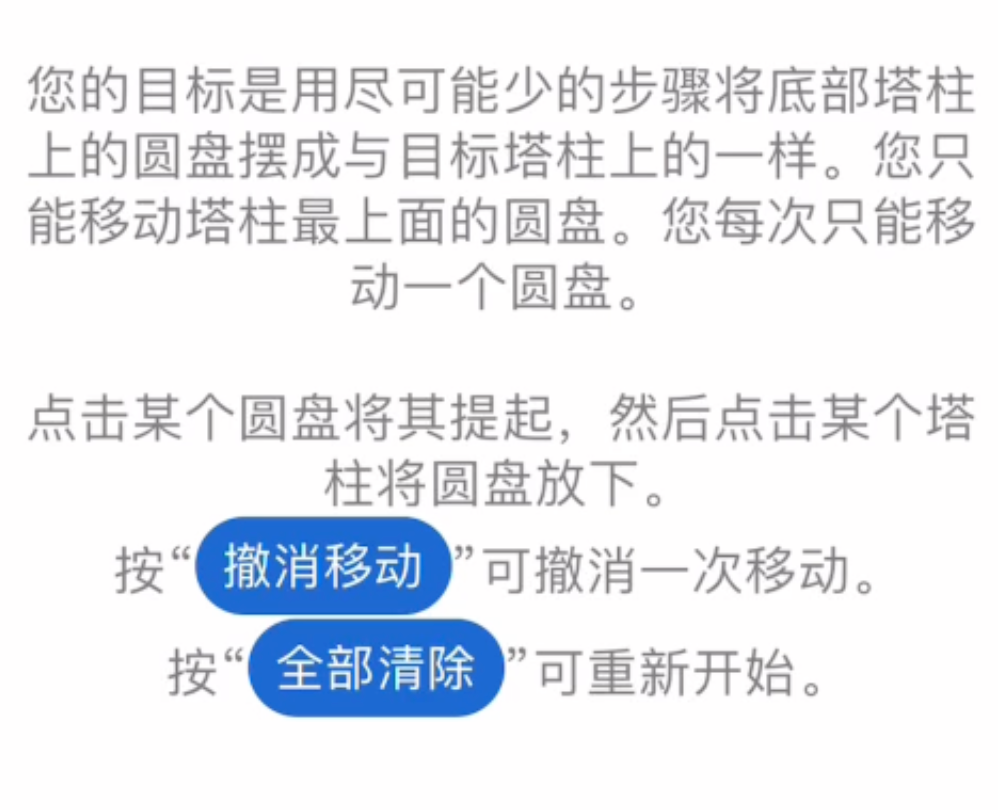 您的目标是用尽可能少的步骤将底部塔柱
上的圆盘摆成与目标塔柱上的一样。您只
能移动塔柱最上面的圆盘。您每次只能移
动一个圆盘。
点击某个圆盘将其提起，然后点击某个塔
柱将圆盘放下。
按“撤消移动”可撤消一次移动。
按“全部清除”可重新开始。